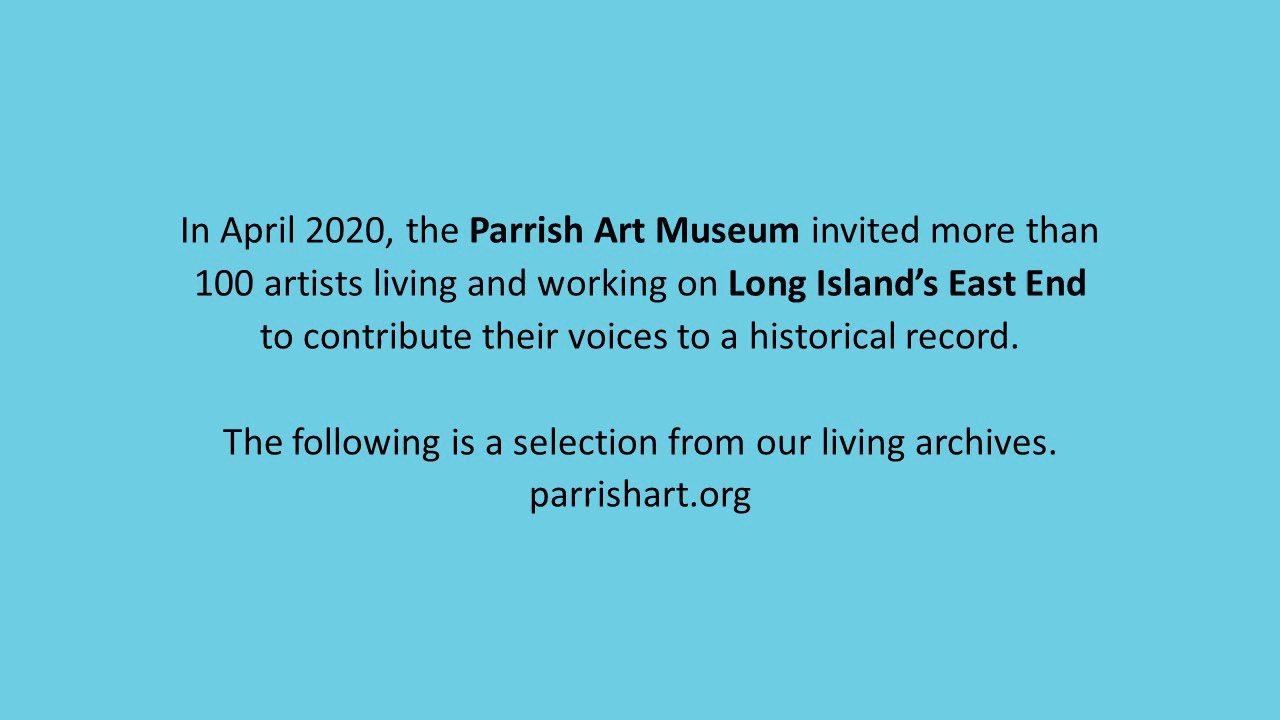 In April 2020, the Parrish Art Museum invited more than
100 artists living and working on Long Island’s East End
to contribute their voices to a historical record.
The following is a selection from our living archives.
parrishart.org